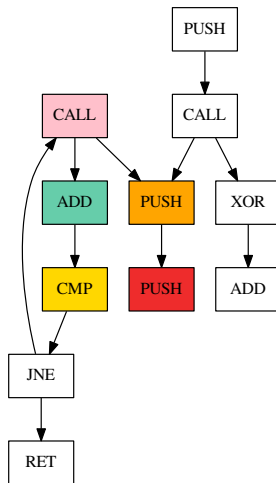 PUSH
CALL CALL
ADD PUSH XOR
CMP PUSH ADD
JNE
RET